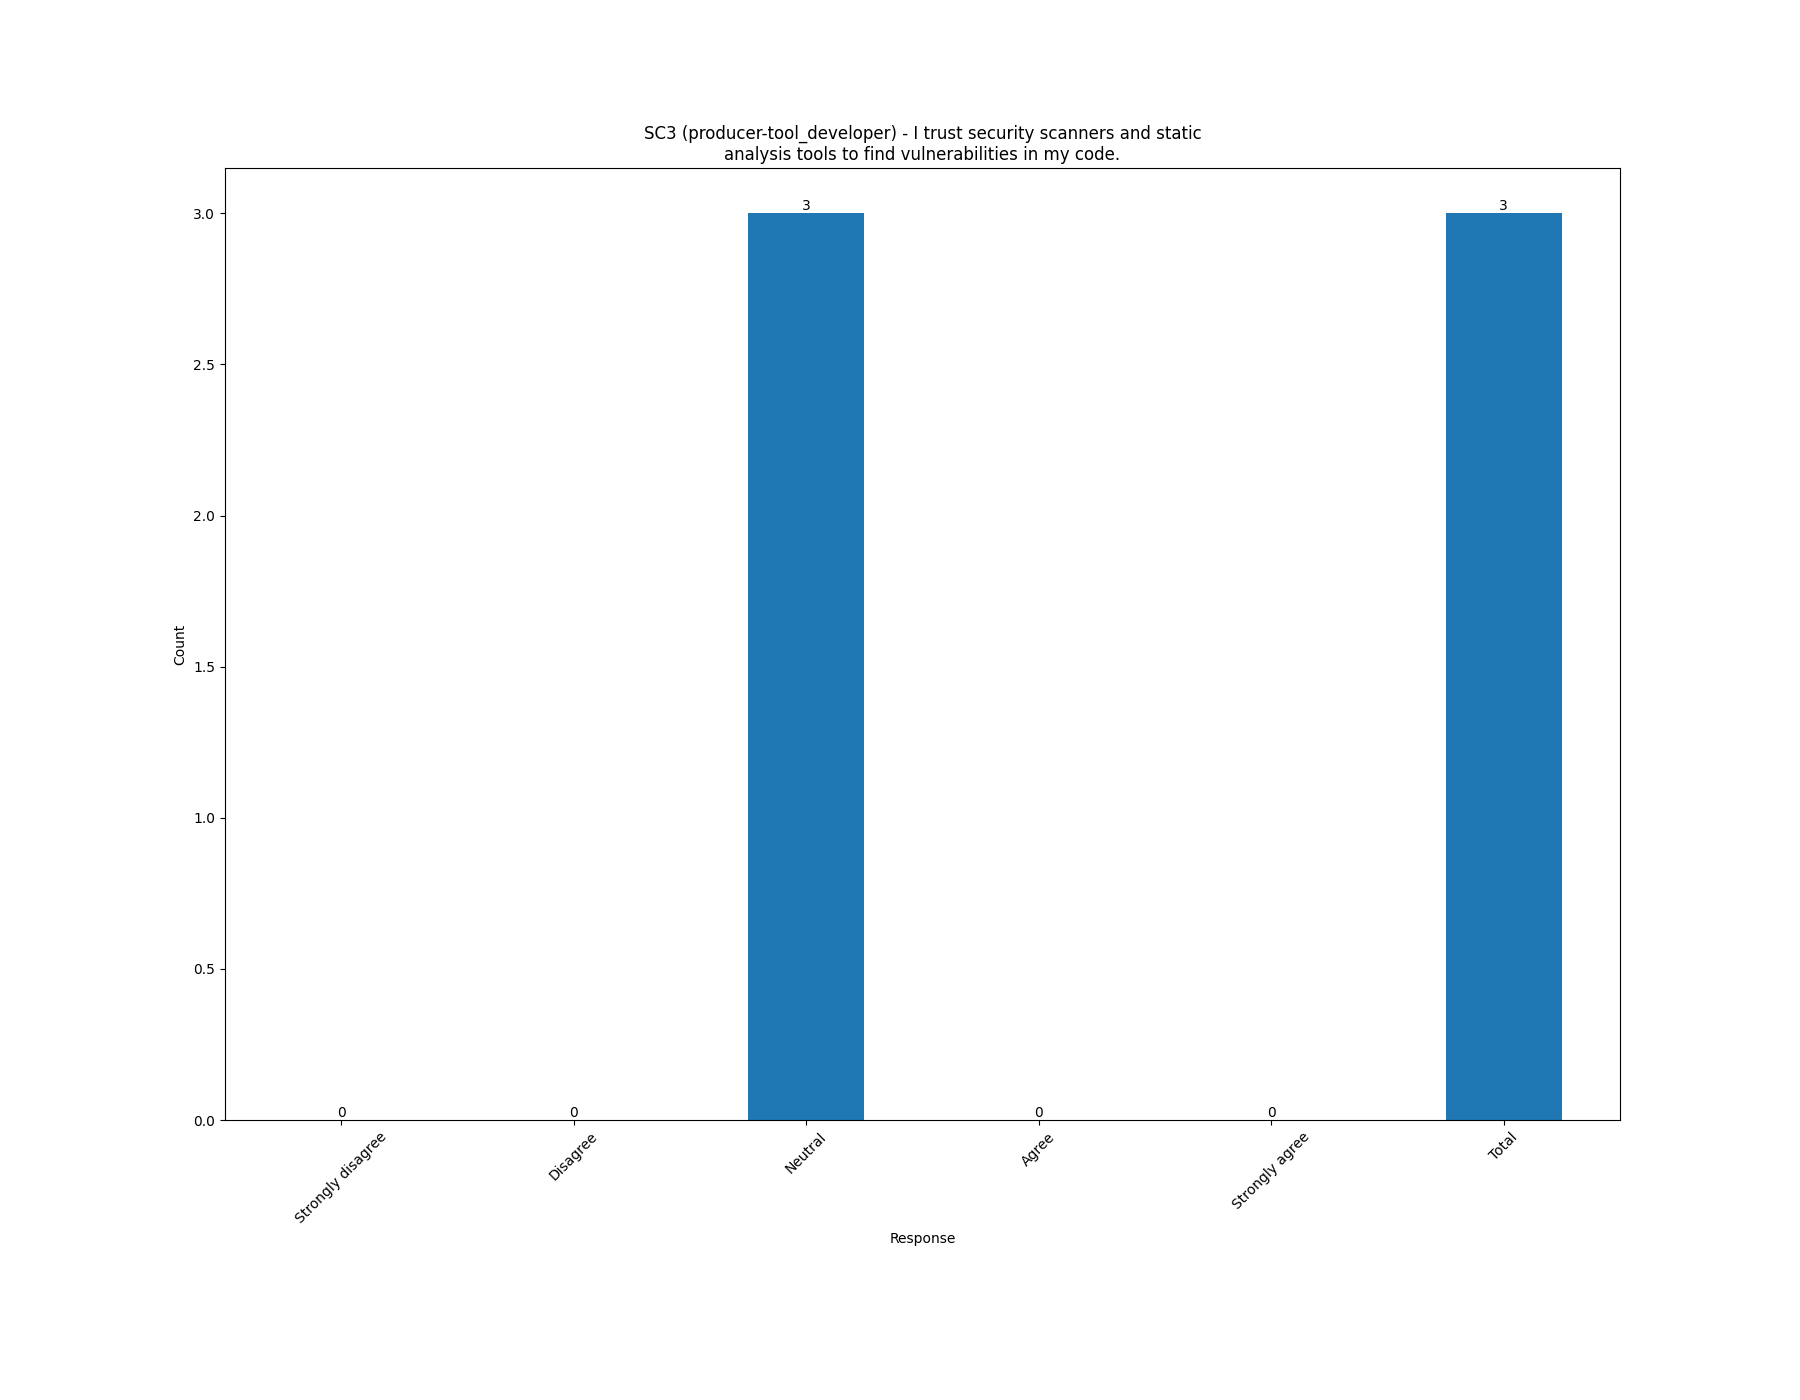 SC3 (producer-tool_developer) - I trust security scanners and static
analysis tools to find vulnerabilities in my code.
3.0
2.5
2.0
1.5
1.0
0.5
0.0
Count
0
0
3
0
0
3
Strongly disagree
Disagree
Neutral
Agree
Strongly agree
Total
Response